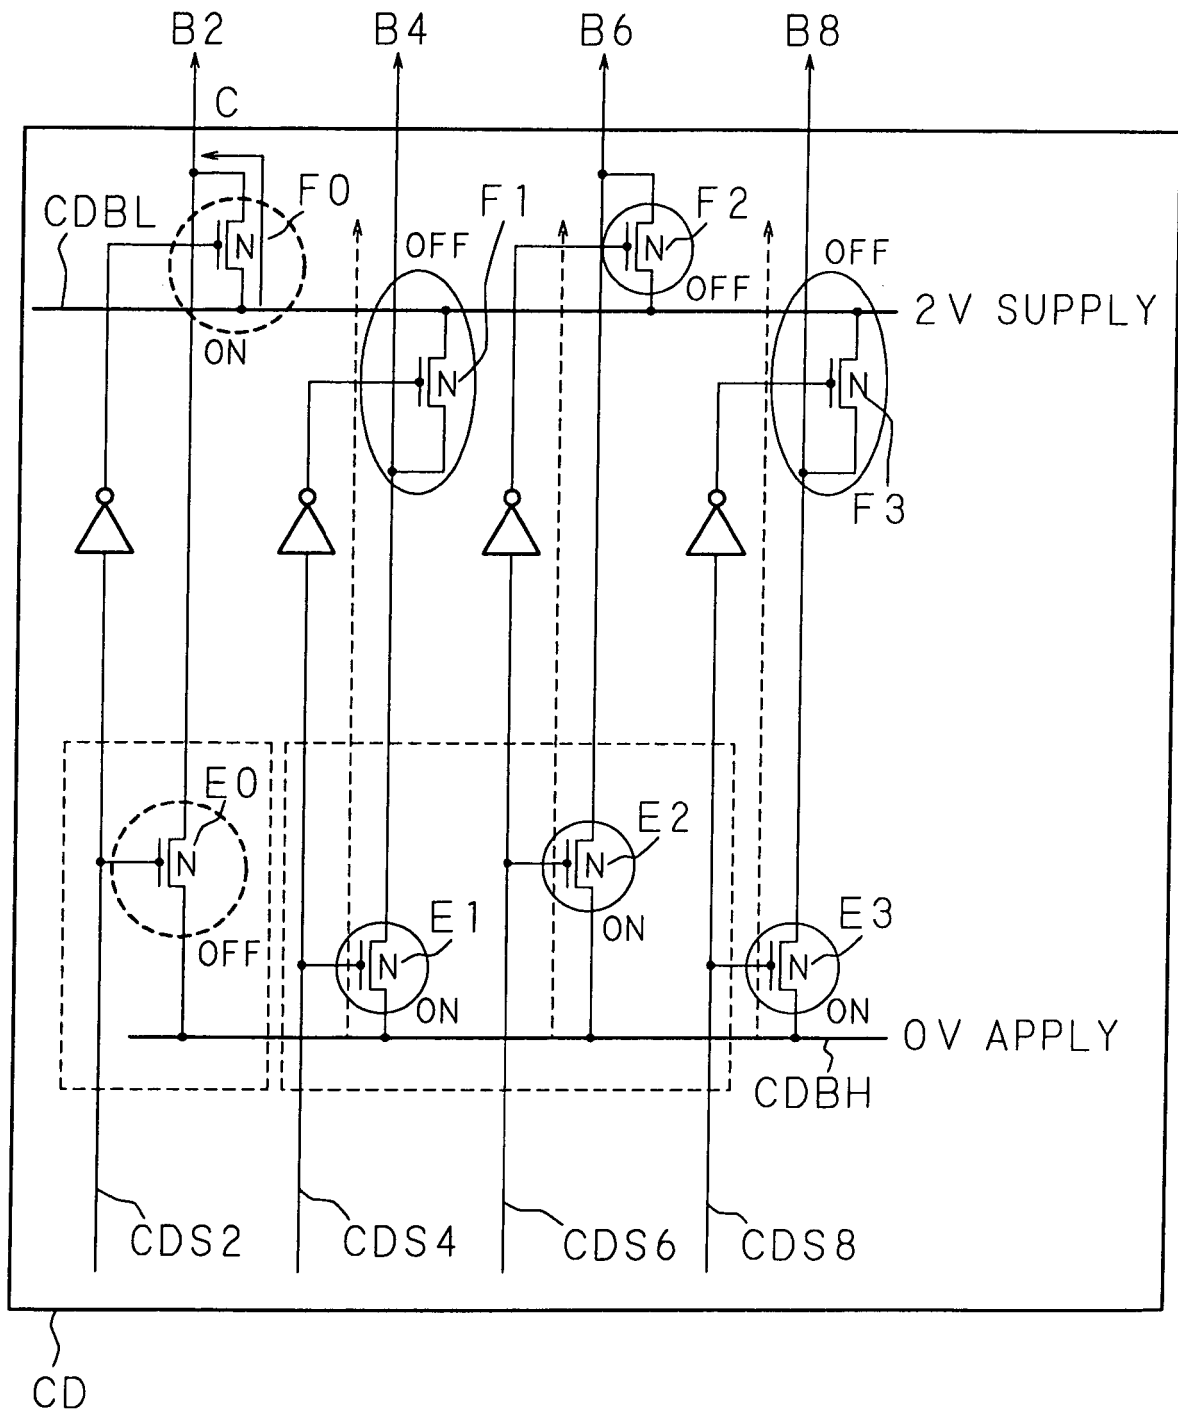 B2 B4 B6 B8
C
CDBL F0 F1 F2
N N
OFF OFF
OFF
ON
2V SUPPLY
N N
F3
E0
N
OFF
E2
N
ON
E1
N
ON
E3
N
ON
0V APPLY
CDBH
CDS2 CDS4 CDS6 CDS8
CD